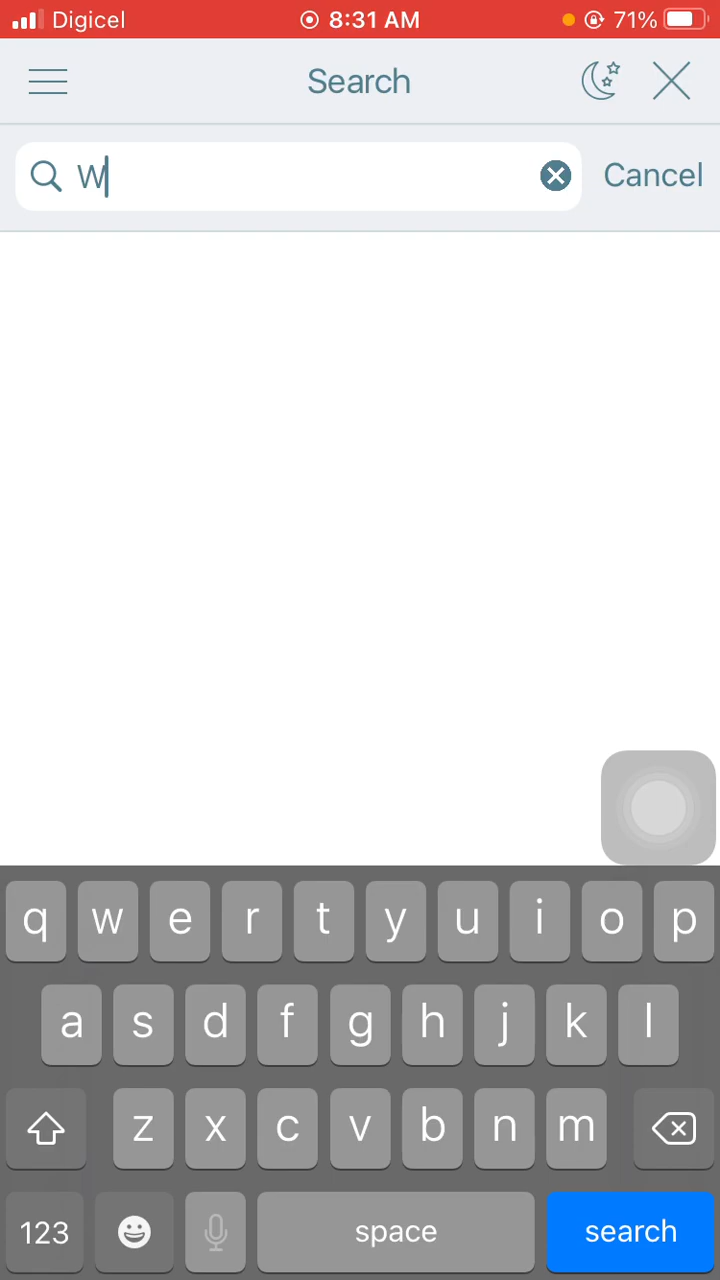 Digicel 8:31 AM 71%
Search
W Cancel
q w e r t y u i o p
a s d f g h j k l
z x c v b n m
123 space search